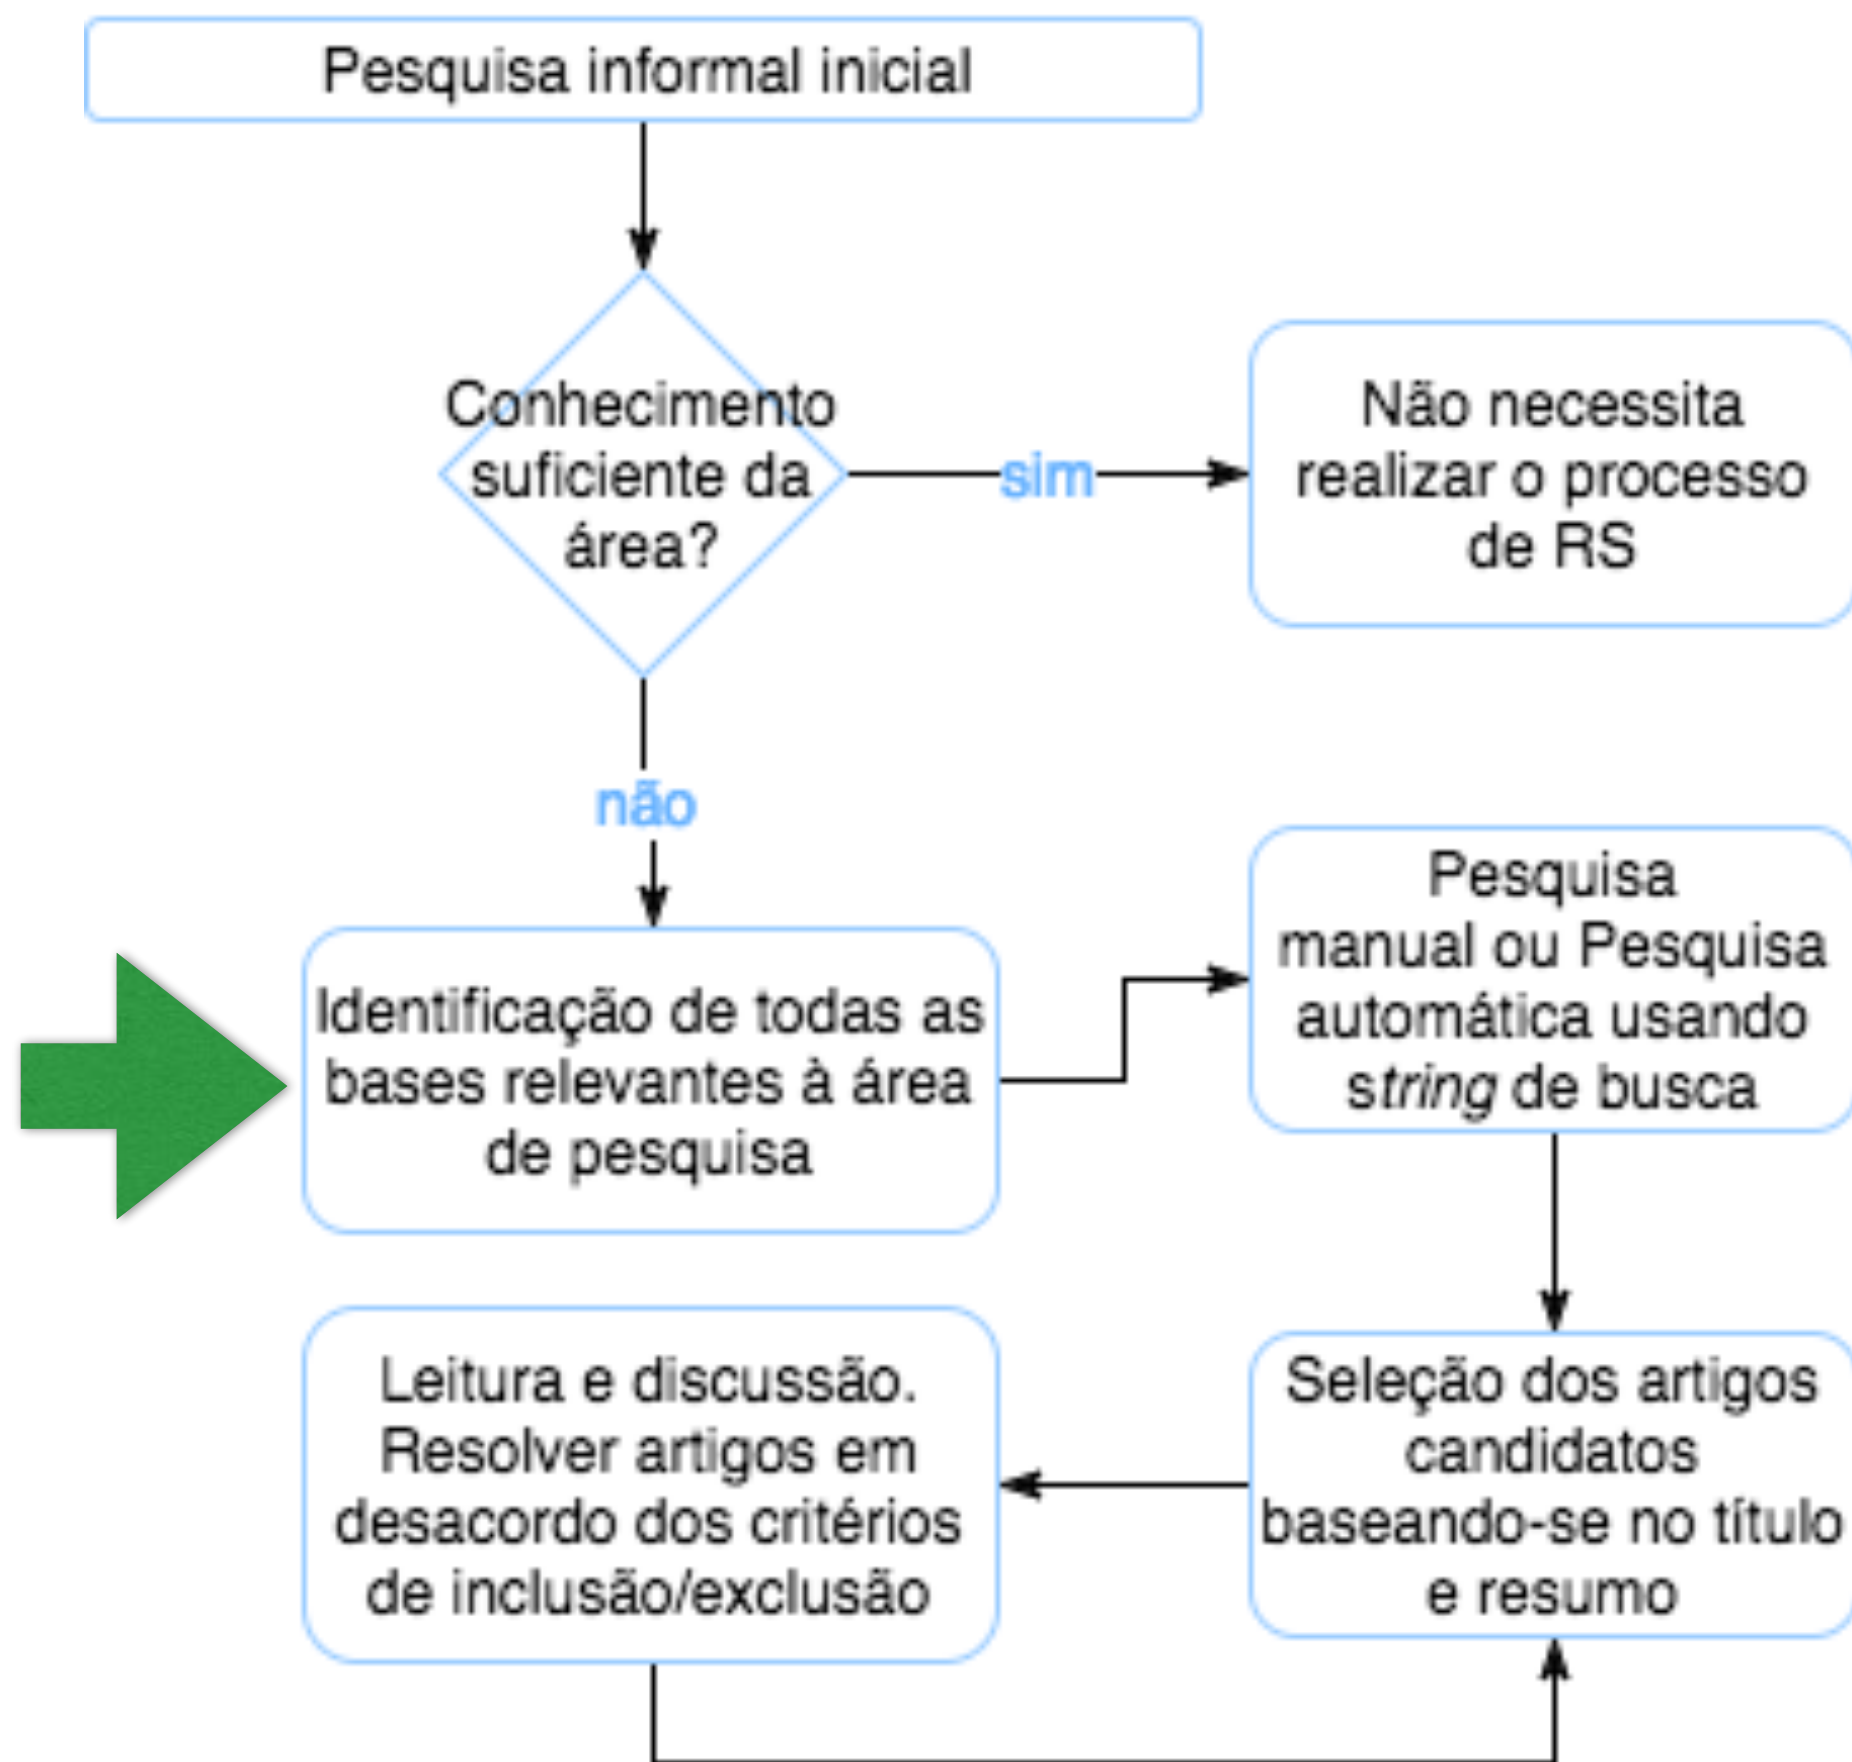 Pesquisa informal inicial
Conhecimento
suficiente da
área?
sim
Não necessita
realizar o processo
de RS
não
Identificação de todas as
bases relevantes à área
de pesquisa
Pesquisa
manual ou Pesquisa
automática usando
string de busca
Seleção dos artigos
candidatos
baseando-se no título
e resumo
Leitura e discussão.
Resolver artigos em
desacordo dos critérios
de inclusão/exclusão